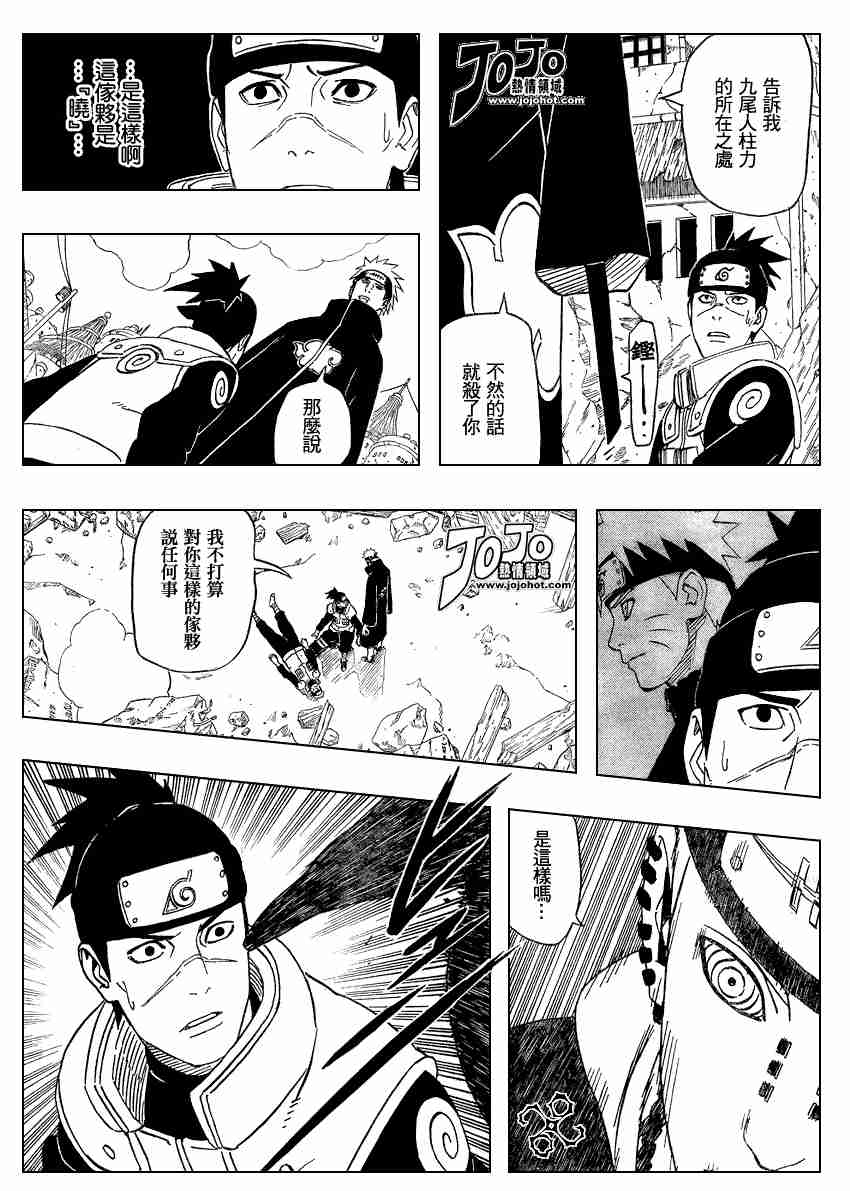 JOJO
熱情領域
www.jojohot.com
告訴我
九尾人柱力
的所在之處
鏗—
不然的話
就殺了你
…是這樣啊
這傢夥是
…「曉」…
那麼說
JOJO
熱情領域
www.jojohot.com
我不打算
對你這樣的傢夥
説任何事
是這樣嗎…